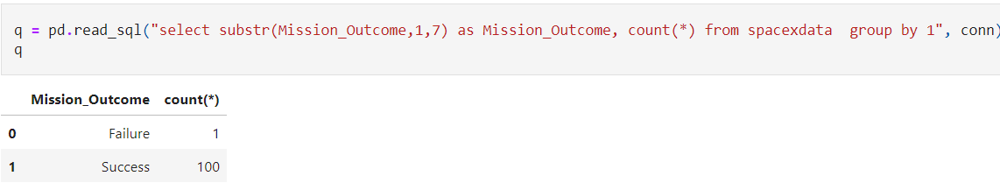 q = pd.read_sql("select substr(Mission_Outcome,1,7) as Mission_Outcome, count(*) from spacexdata  group by 1", conn)
q
Mission_Outcome count(*)
0 Failure 1
1 Success 100